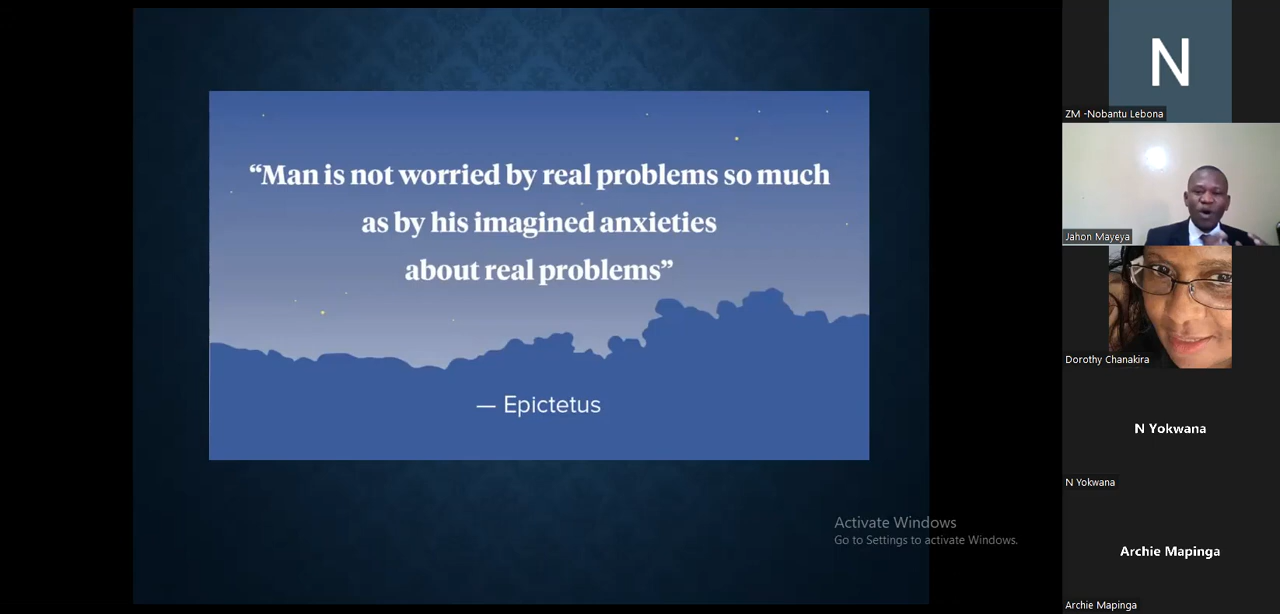 “Man is not worried by real problems so much
as by his imagined anxieties
about real problems”
— Epictetus
Activate Windows
Go to Settings to activate Windows.
N
ZM -Nobantu Lebona
Jahon Mayeya
Dorothy Chanakira
N Yokwana
N Yokwana
Archie Mapinga
Archie Mapinga